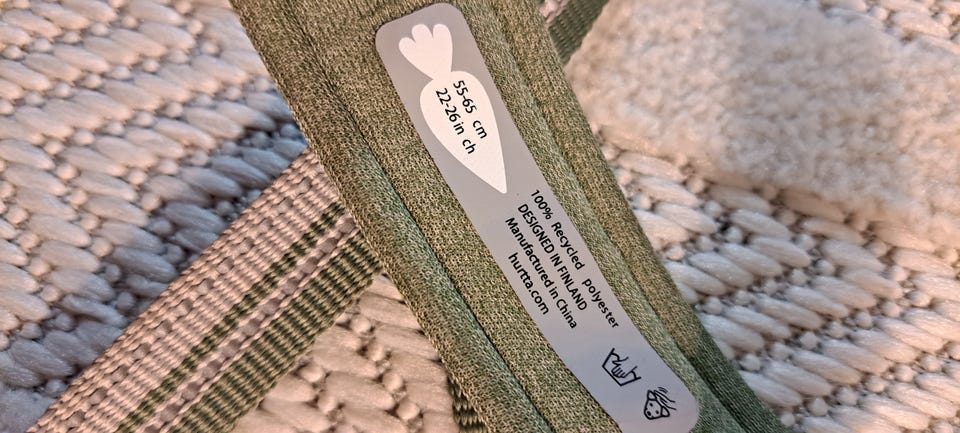 55-65 cm
22-26 in ch
100% Recycled polyester
DESIGNED IN FINLAND
Manufactured in China
hurtta.com